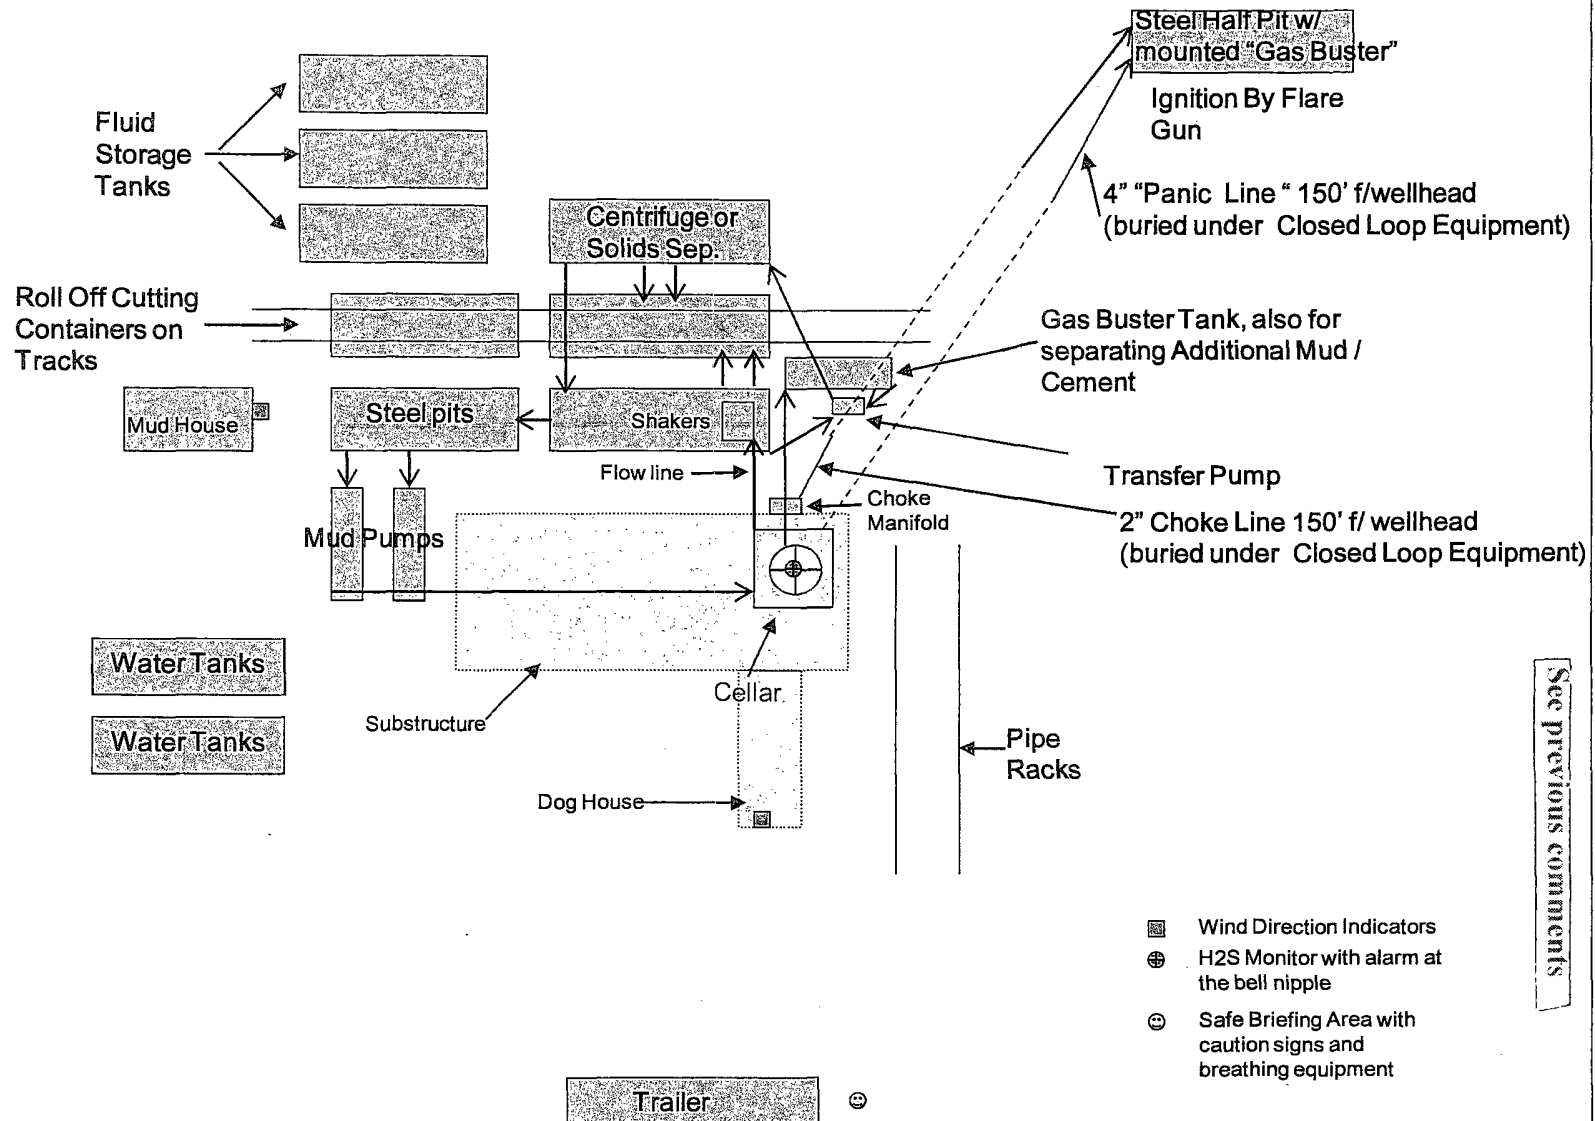 Steel Half Pit w/
mounted “Gas Buster”
Ignition By Flare
Gun
Fluid
Storage
Tanks
4” “Panic Line “ 150’ f/wellhead
(buried under Closed Loop Equipment)
Centrifuge or
Solids Sep.
Roll Off Cutting
Containers on
Tracks
Gas Buster Tank, also for
separating Additional Mud /
Cement
Mud House
Steel pits
Shakers
Flow line
Transfer Pump
Choke
Manifold
2” Choke Line 150’ f/ wellhead
(buried under Closed Loop Equipment)
Mud Pumps
Water Tanks
Cellar
Substructure
Water Tanks
Pipe
Racks
Dog House
See previous comments
Wind Direction Indicators
H2S Monitor with alarm at
the bell nipple
Safe Briefing Area with
caution signs and
breathing equipment
Trailer